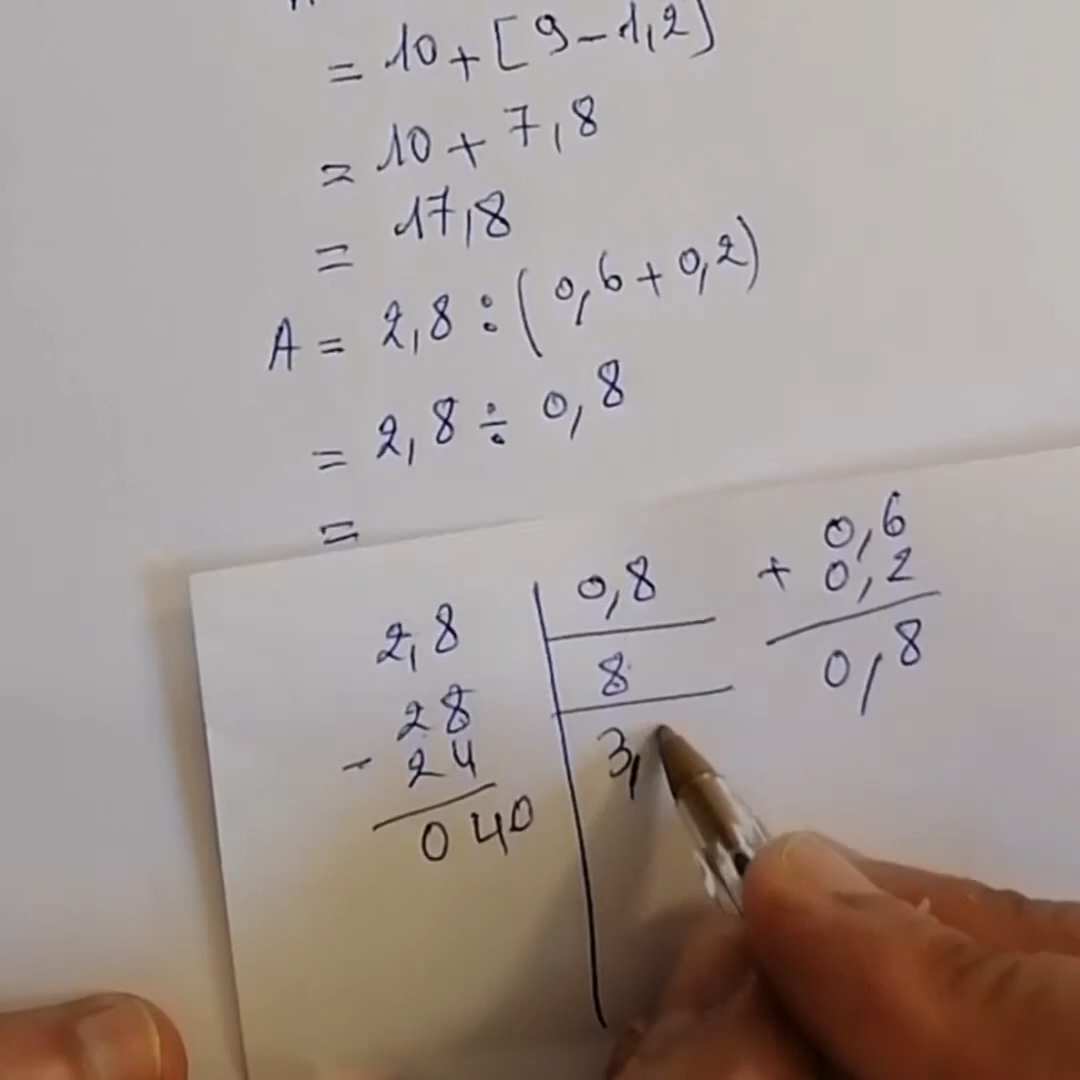 = 10 + [9 - 1,2]
= 10 + 7,8
= 17,8
A = 2,8 : (0,6 + 0,2)
= 2,8 ÷ 0,8
=
2,8 0,8
28 8
- 24 3,
040
0,6
+ 0,2
0,8